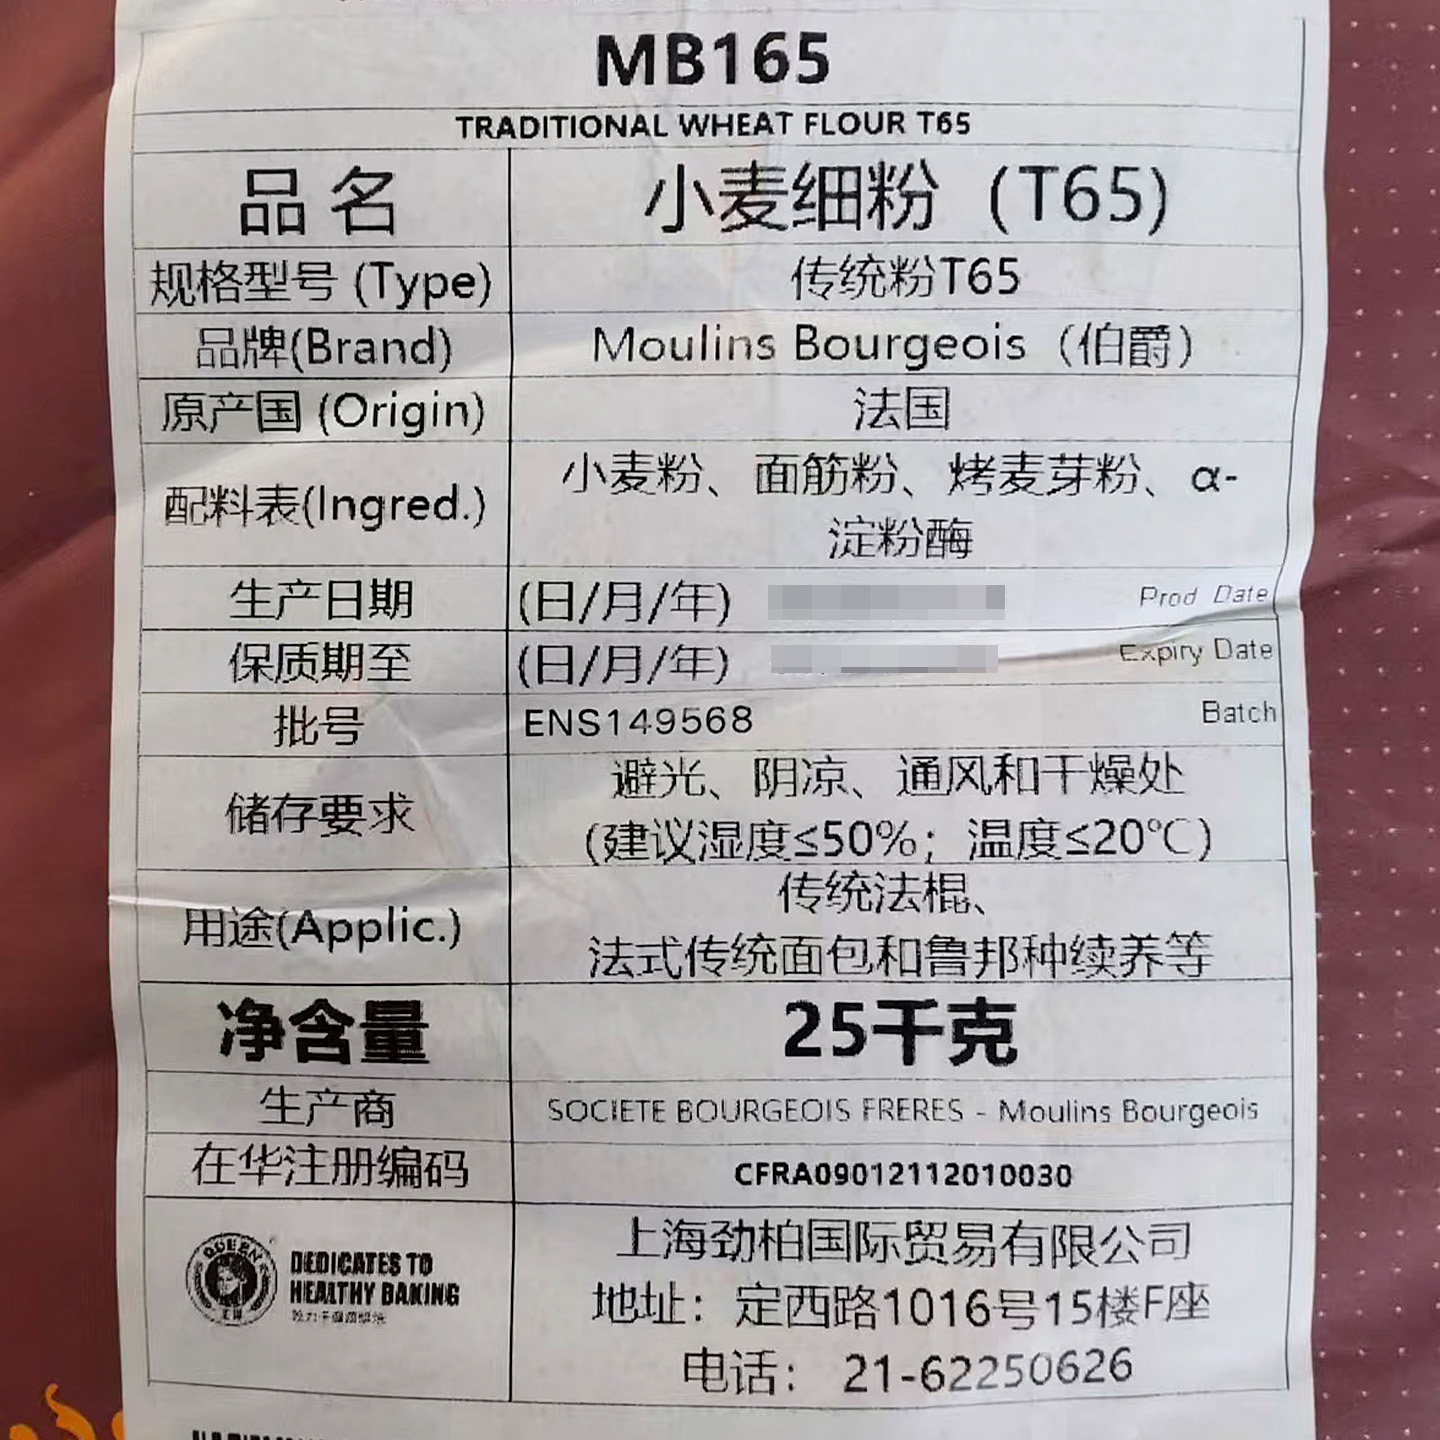 MB165
TRADITIONAL WHEAT FLOUR T65
品名 小麦细粉（T65）
规格型号 (Type) 传统粉T65
品牌(Brand) Moulins Bourgeois（伯爵）
原产国 (Origin) 法国
配料表(Ingred.) 小麦粉、面筋粉、烤麦芽粉、α-
淀粉酶
生产日期 (日/月/年) Prod Date
保质期至 (日/月/年) Expiry Date
批号 ENS149568 Batch
储存要求 避光、阴凉、通风和干燥处
(建议湿度≤50%；温度≤20℃)
用途(Applic.) 传统法棍、
法式传统面包和鲁邦种续养等
净含量 25千克
生产商 SOCIETE BOURGEOIS FRERES - Moulins Bourgeois
在华注册编码 CFRA09012112010030
QUEEN
DEDICATES TO
HEALTHY BAKING
上海劲柏国际贸易有限公司
地址：定西路1016号15楼F座
电话： 21-62250626